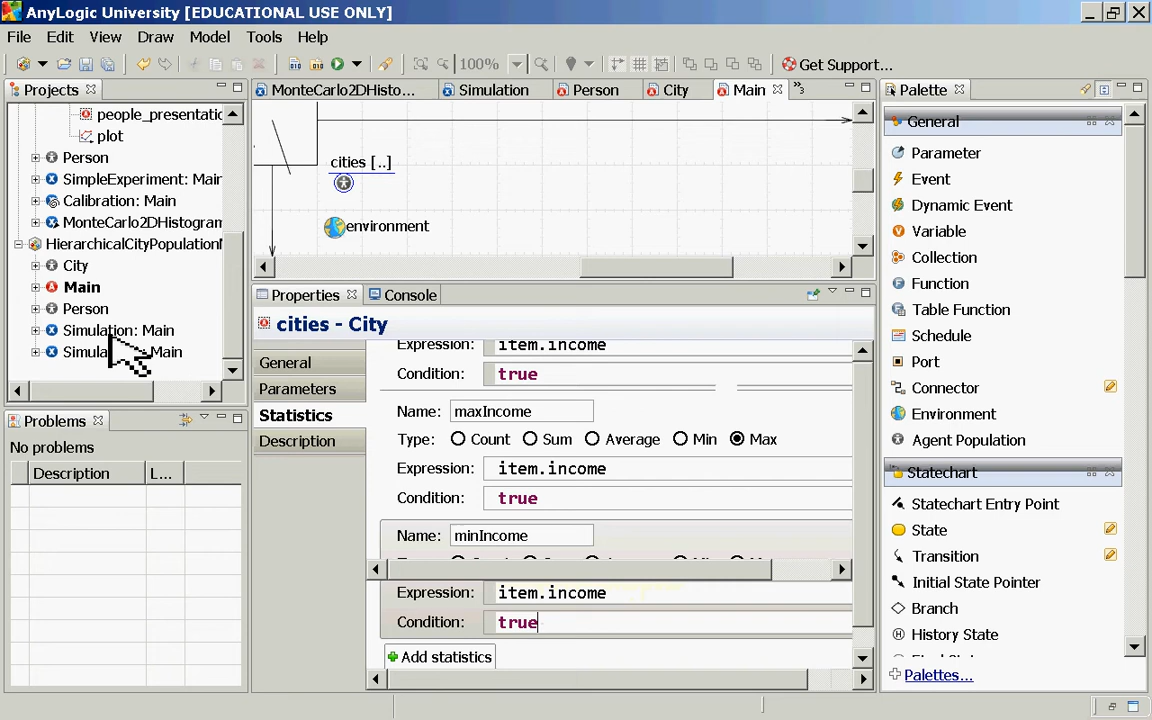 AnyLogic University [EDUCATIONAL USE ONLY]
File Edit View Draw Model Tools Help
100% Get Support...
Projects
people_presentatic
plot
Person
SimpleExperiment: Main
Calibration: Main
MonteCarlo2DHistogram
HierarchicalCityPopulation
City
Main
Person
Simulation: Main
Simula Main
Problems
No problems
Description L...
MonteCarlo2DHisto... Simulation Person City Main »3
cities [..]
environment
Properties Console
cities - City
General
Parameters
Statistics
Description
Expression: item.income
Condition: true
Name: maxIncome
Type: Count Sum Average Min Max
Expression: item.income
Condition: true
Name: minIncome
Expression: item.income
Condition: true
Add statistics
Palette
General
Parameter
Event
Dynamic Event
Variable
Collection
Function
Table Function
Schedule
Port
Connector
Environment
Agent Population
Statechart
Statechart Entry Point
State
Transition
Initial State Pointer
Branch
History State
Palettes...